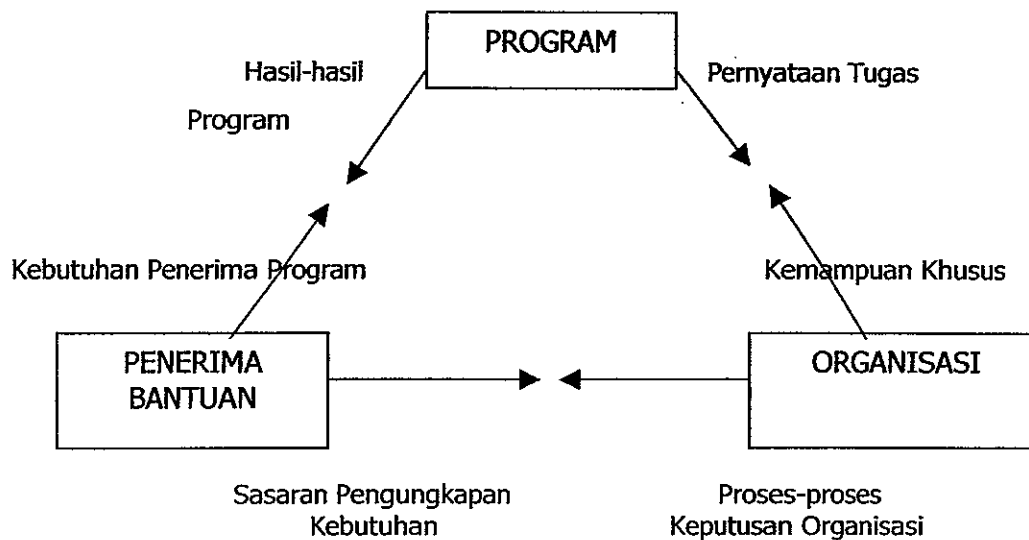 PROGRAM
Hasil-hasil
Program
Pernyataan Tugas
Kebutuhan Penerima Program
Kemampuan Khusus
PENERIMA
BANTUAN
ORGANISASI
Sasaran Pengungkapan
Kebutuhan
Proses-proses
Keputusan Organisasi